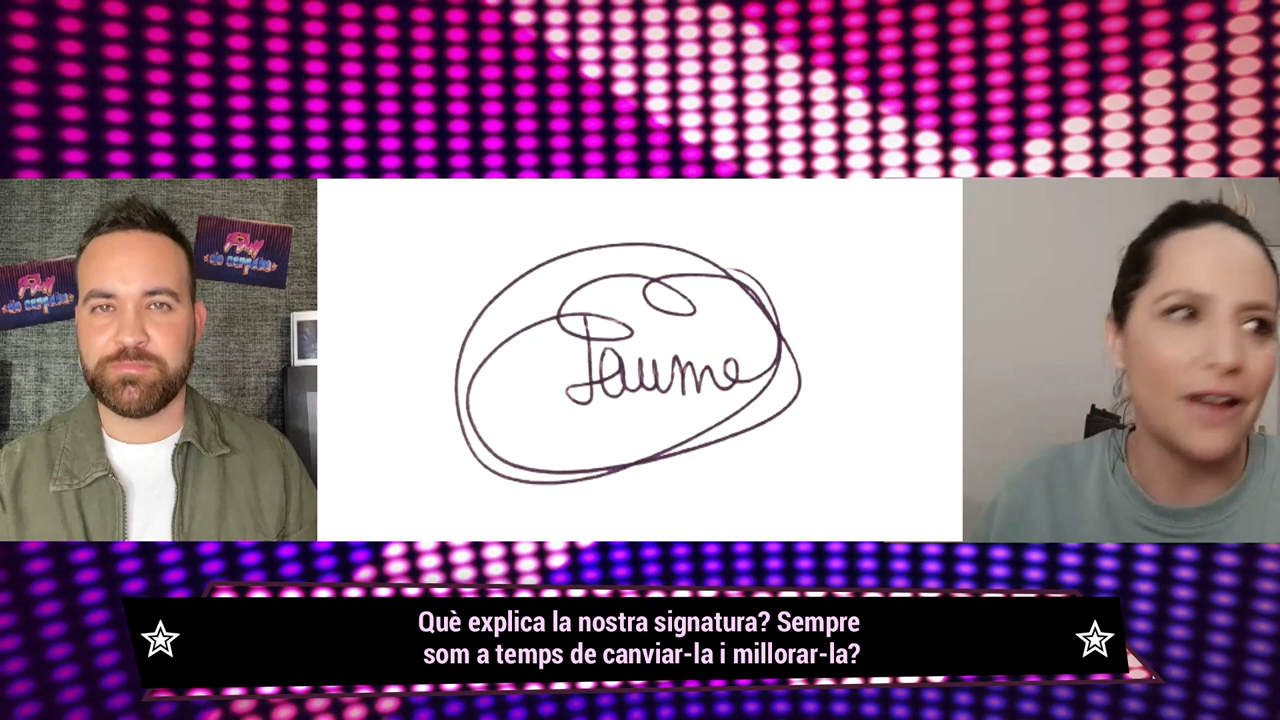 Jaume
Què explica la nostra signatura? Sempre
som a temps de canviar-la i millorar-la?